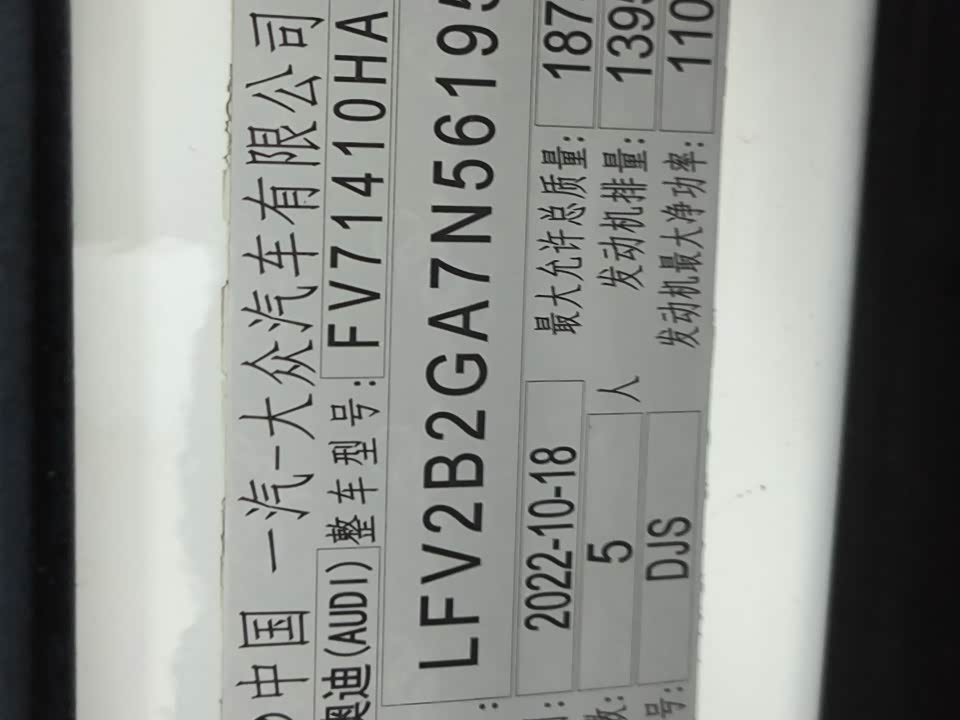 中国 一汽-大众汽车有限公司
奥迪(AUDI) 整车型号: FV71410HA
LFV2B2GA7N56195
2022-10-18 最大允许总质量: 187
5 人 发动机排量: 139
号: DJS 发动机最大净功率: 110